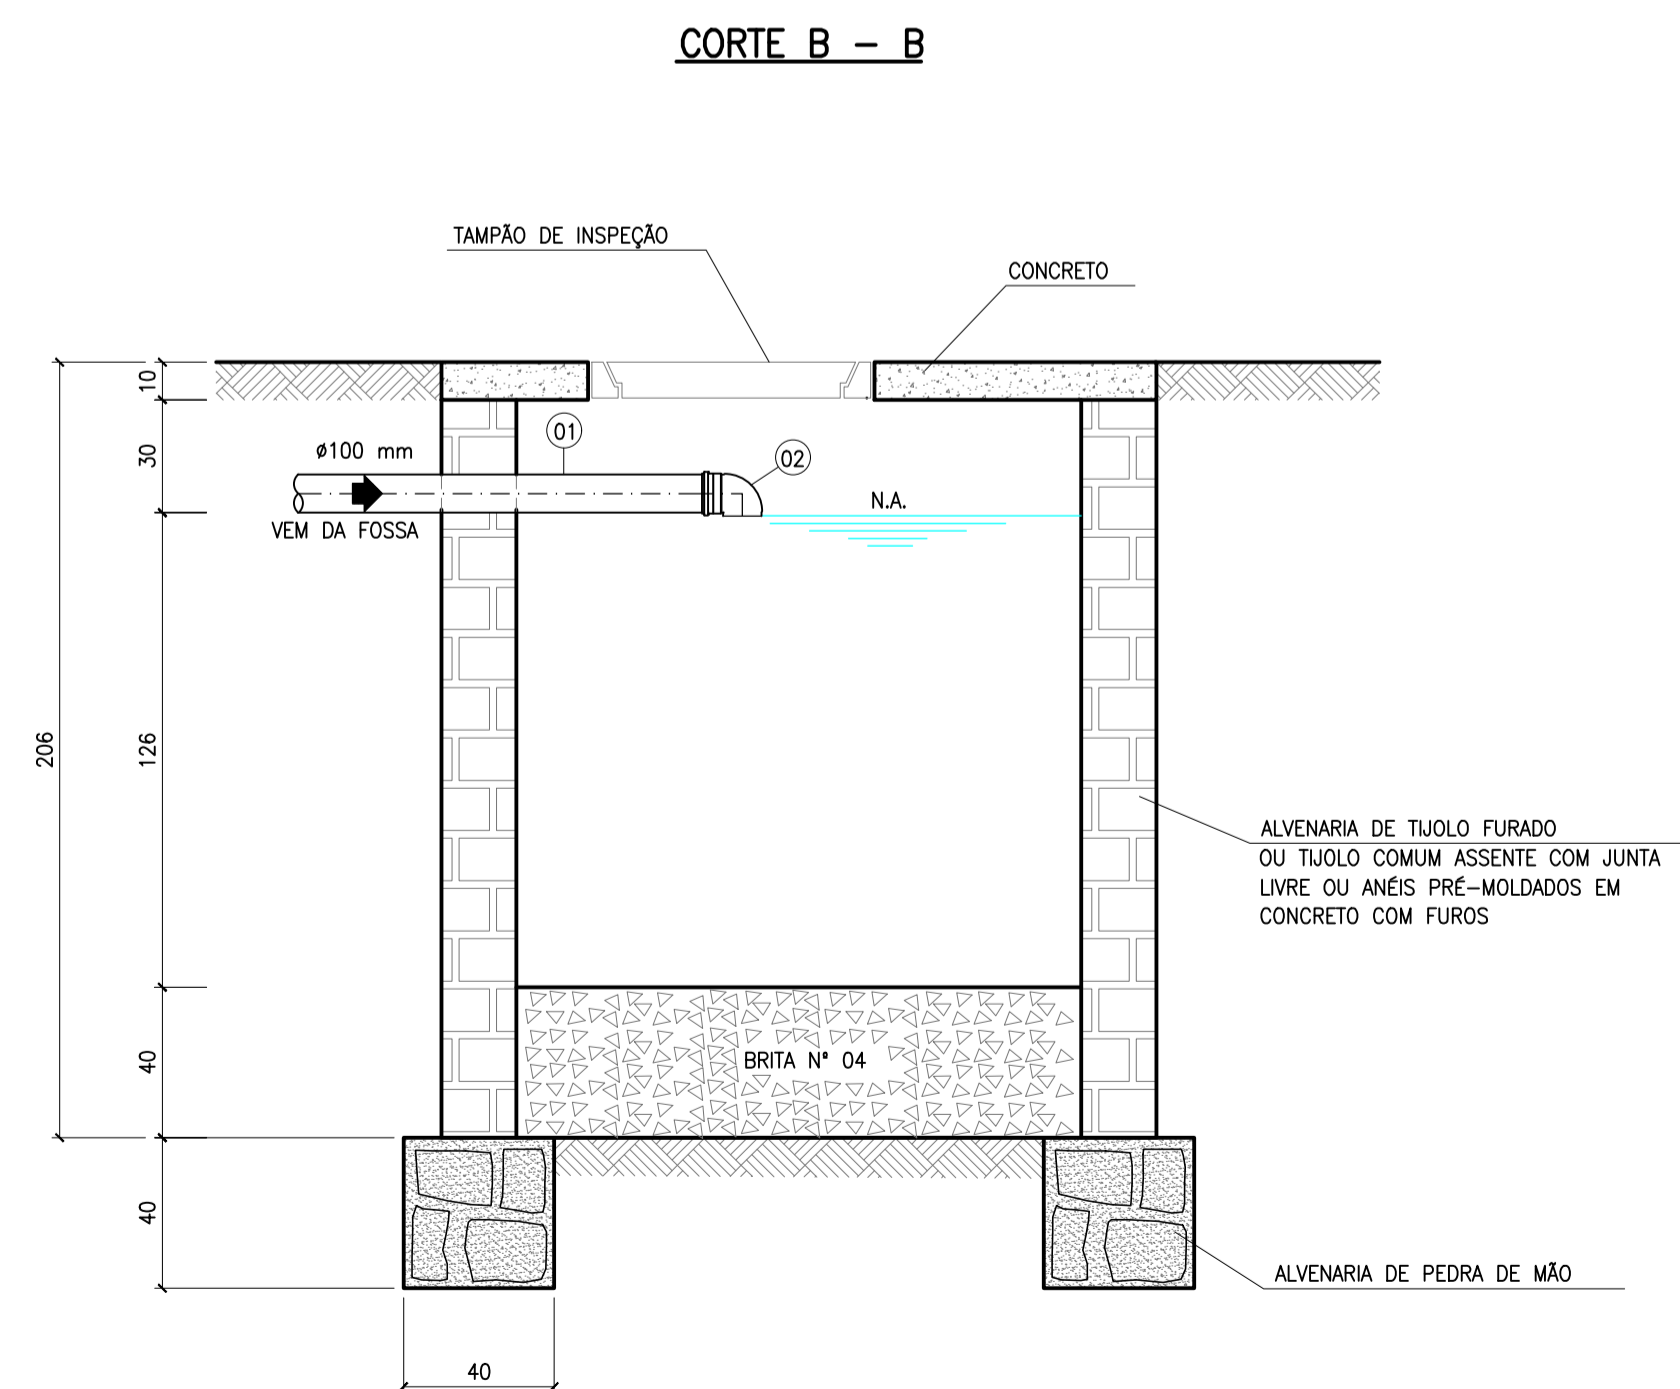 CORTE B – B
TAMPÃO DE INSPEÇÃO
CONCRETO
10
01
30
Ø100 mm
02
N.A.
VEM DA FOSSA
206
126
ALVENARIA DE TIJOLO FURADO
OU TIJOLO COMUM ASSENTE COM JUNTA
LIVRE OU ANÉIS PRÉ–MOLDADOS EM
CONCRETO COM FUROS
40
BRITA Nº 04
40
ALVENARIA DE PEDRA DE MÃO
40